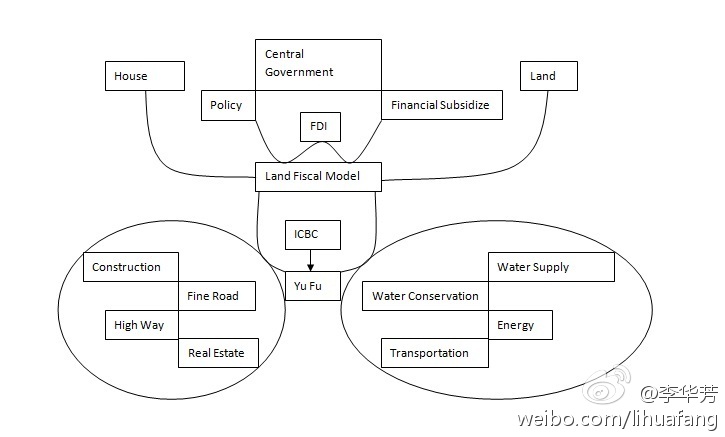 Central
Government
House
Land
Policy
Financial Subsidize
FDI
Land Fiscal Model
ICBC
Construction
Water Supply
Yu Fu
Fine Road
Water Conservation
High Way
Energy
Real Estate
Transportation
@李华芳
weibo.com/lihuafang